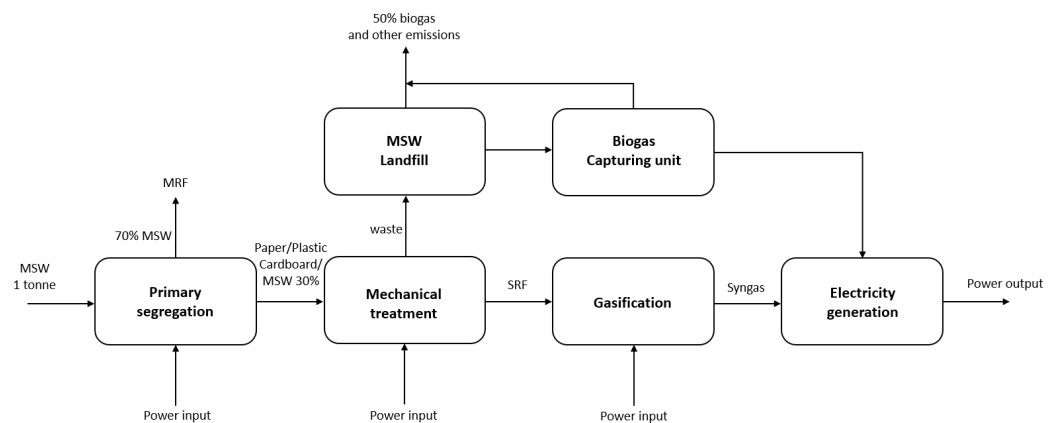 50% biogas
and other emissions
MSW
Landfill
Biogas
Capturing unit
MRF
70% MSW
waste
Paper/Plastic
Cardboard/
MSW 30%
MSW
1 tonne
Primary
segregation
Mechanical
treatment
SRF
Gasification
Syngas
Electricity
generation
Power output
Power input
Power input
Power input